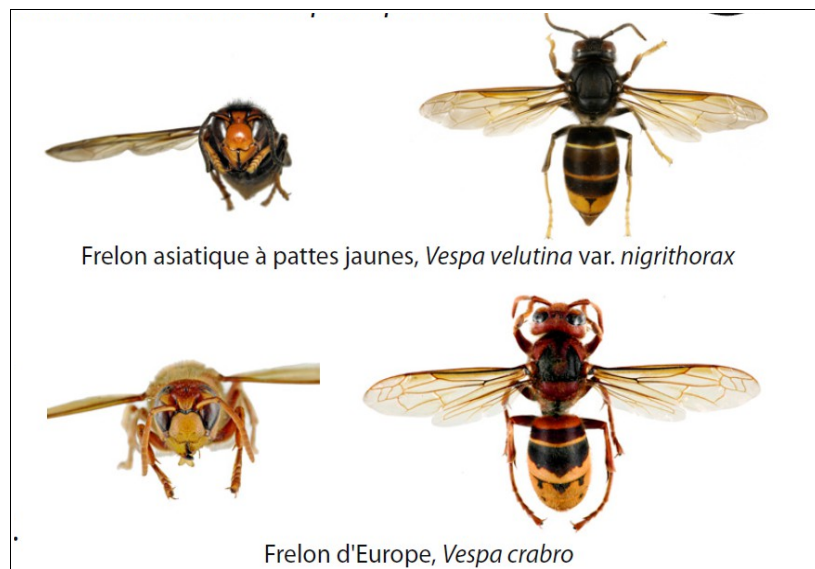 Frelon asiatique à pattes jaunes, Vespa velutina var. nigrithorax
Frelon d'Europe, Vespa crabro